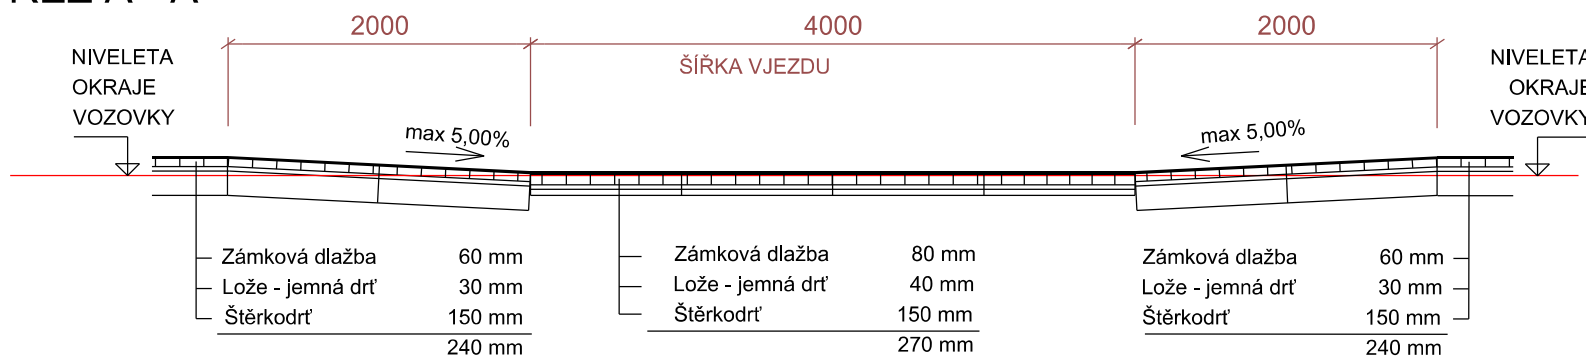 2000
4000
2000
ŠÍŘKA VJEZDU
NIVELETA
OKRAJE
VOZOVKY
NIVELETA
OKRAJE
VOZOVKY
max 5,00%
max 5,00%
Zámková dlažba 60 mm
Lože - jemná drť 30 mm
Štěrkodrť 150 mm
240 mm
Zámková dlažba 80 mm
Lože - jemná drť 40 mm
Štěrkodrť 150 mm
270 mm
Zámková dlažba 60 mm
Lože - jemná drť 30 mm
Štěrkodrť 150 mm
240 mm